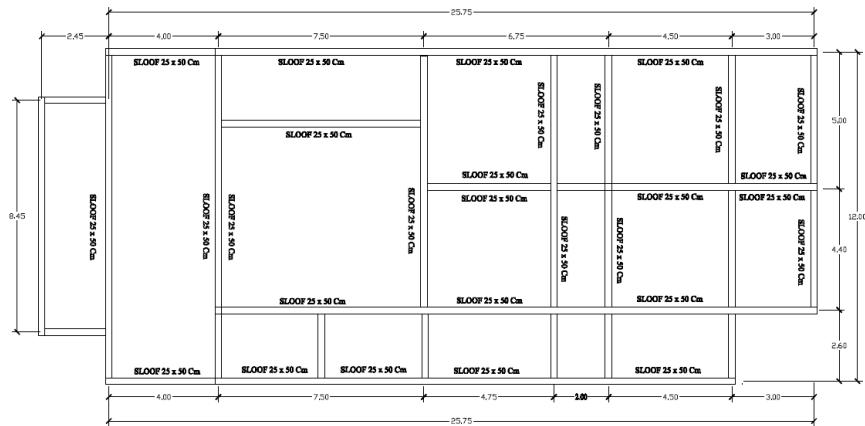 25.75
2.45 4.00 7.50 6.75 4.50 3.00
SLOOF 25 x 50 Cm SLOOF 25 x 50 Cm SLOOF 25 x 50 Cm SLOOF 25 x 50 Cm
SLOOF 25 x 50 Cm
SLOOF 25 x 50 Cm
SLOOF 25 x 50 Cm
SLOOF 25 x 50 Cm
5.00
SLOOF 25 x 50 Cm
SLOOF 25 x 50 Cm SLOOF 25 x 50 Cm
SLOOF 25 x 50 Cm SLOOF 25 x 50 Cm SLOOF 25 x 50 Cm
8.45
SLOOF 25 x 50 Cm
SLOOF 25 x 50 Cm
SLOOF 25 x 50 Cm
SLOOF 25 x 50 Cm
SLOOF 25 x 50 Cm
SLOOF 25 x 50 Cm
SLOOF 25 x 50 Cm
12.00
4.40
SLOOF 25 x 50 Cm SLOOF 25 x 50 Cm SLOOF 25 x 50 Cm
2.60
SLOOF 25 x 50 Cm SLOOF 25 x 50 Cm SLOOF 25 x 50 Cm SLOOF 25 x 50 Cm SLOOF 25 x 50 Cm
4.00 7.50 4.75 2.00 4.50 3.00
25.75